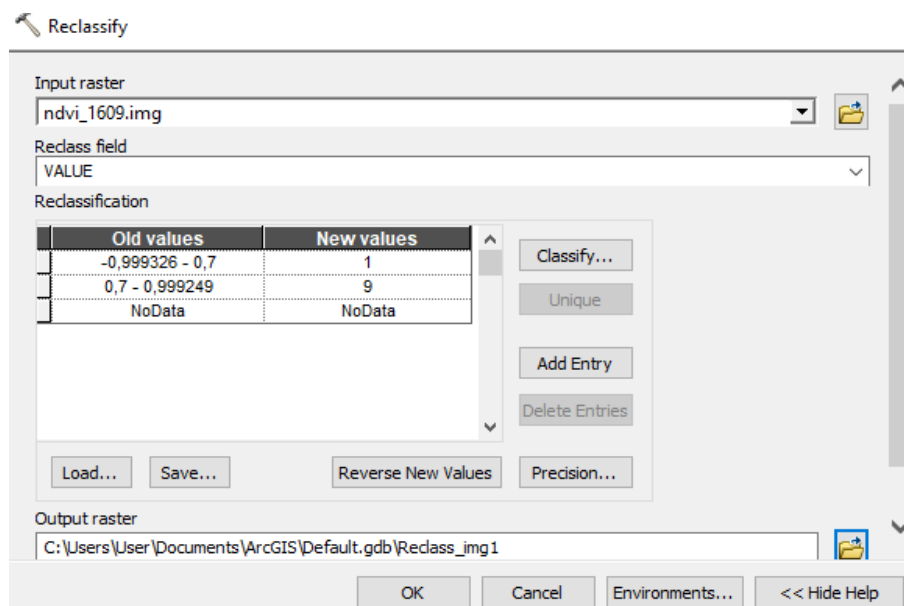 Reclassify
Input raster
ndvi_1609.img
Reclass field
VALUE
Reclassification
Old values New values
-0,999326 - 0,7 1
0,7 - 0,999249 9
NoData NoData
Classify...
Unique
Add Entry
Delete Entries
Load... Save... Reverse New Values Precision...
Output raster
C:\Users\User\Documents\ArcGIS\Default.gdb\Reclass_img1
OK Cancel Environments... << Hide Help